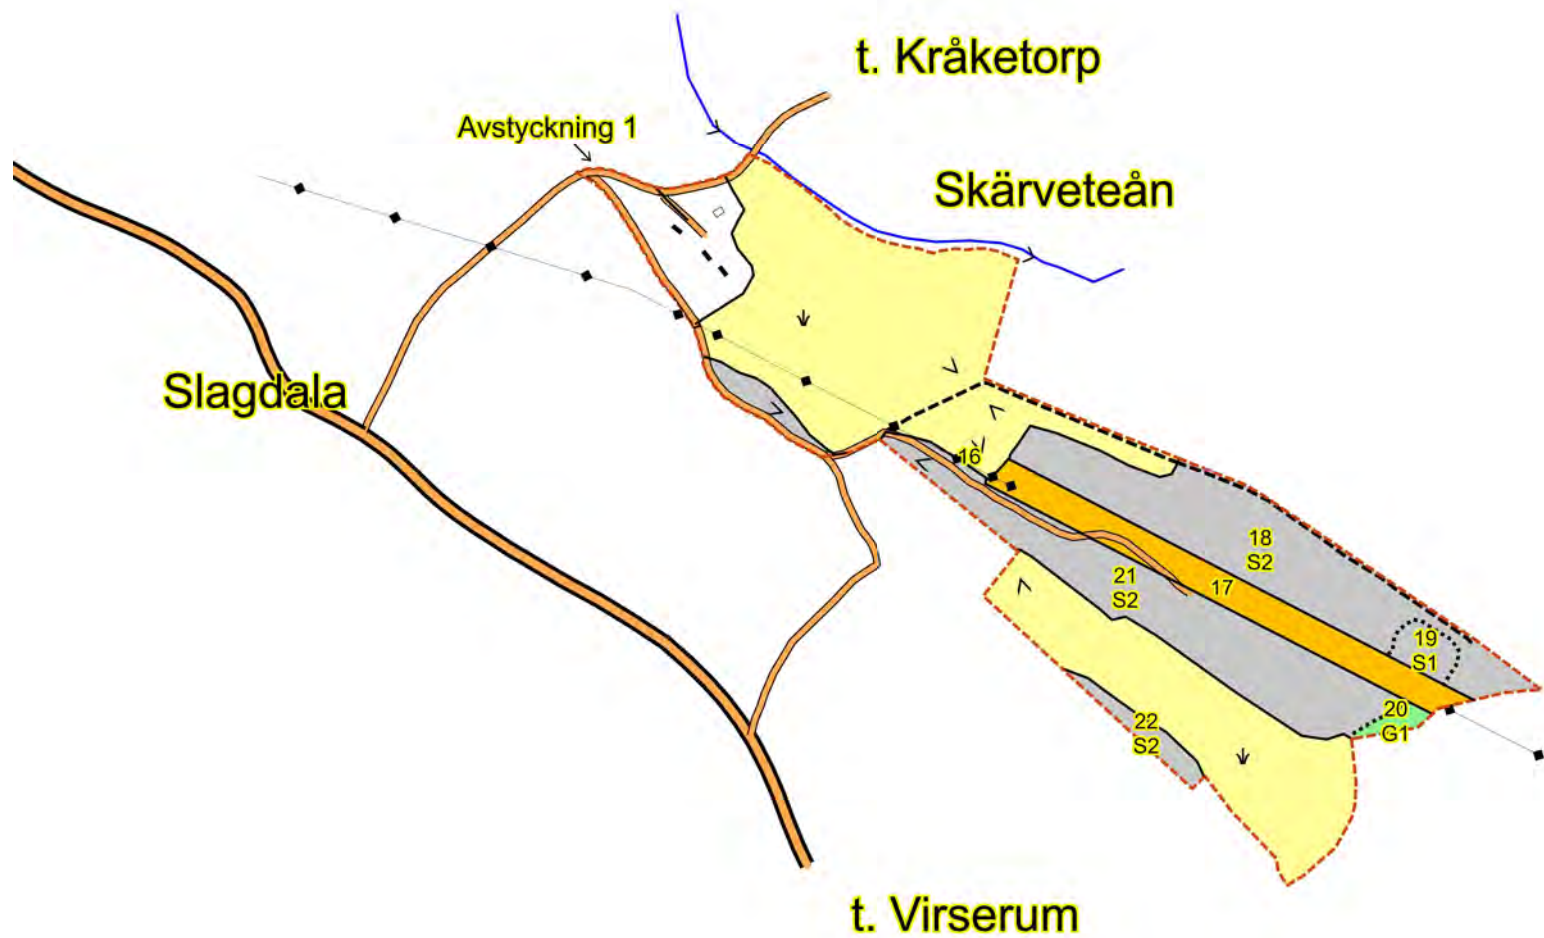 t. Kråketorp
Avstyckning 1
Skärveteån
Slagdala
16
18
S2
21
S2
17
19
S1
20
G1
22
S2
t. Virserum